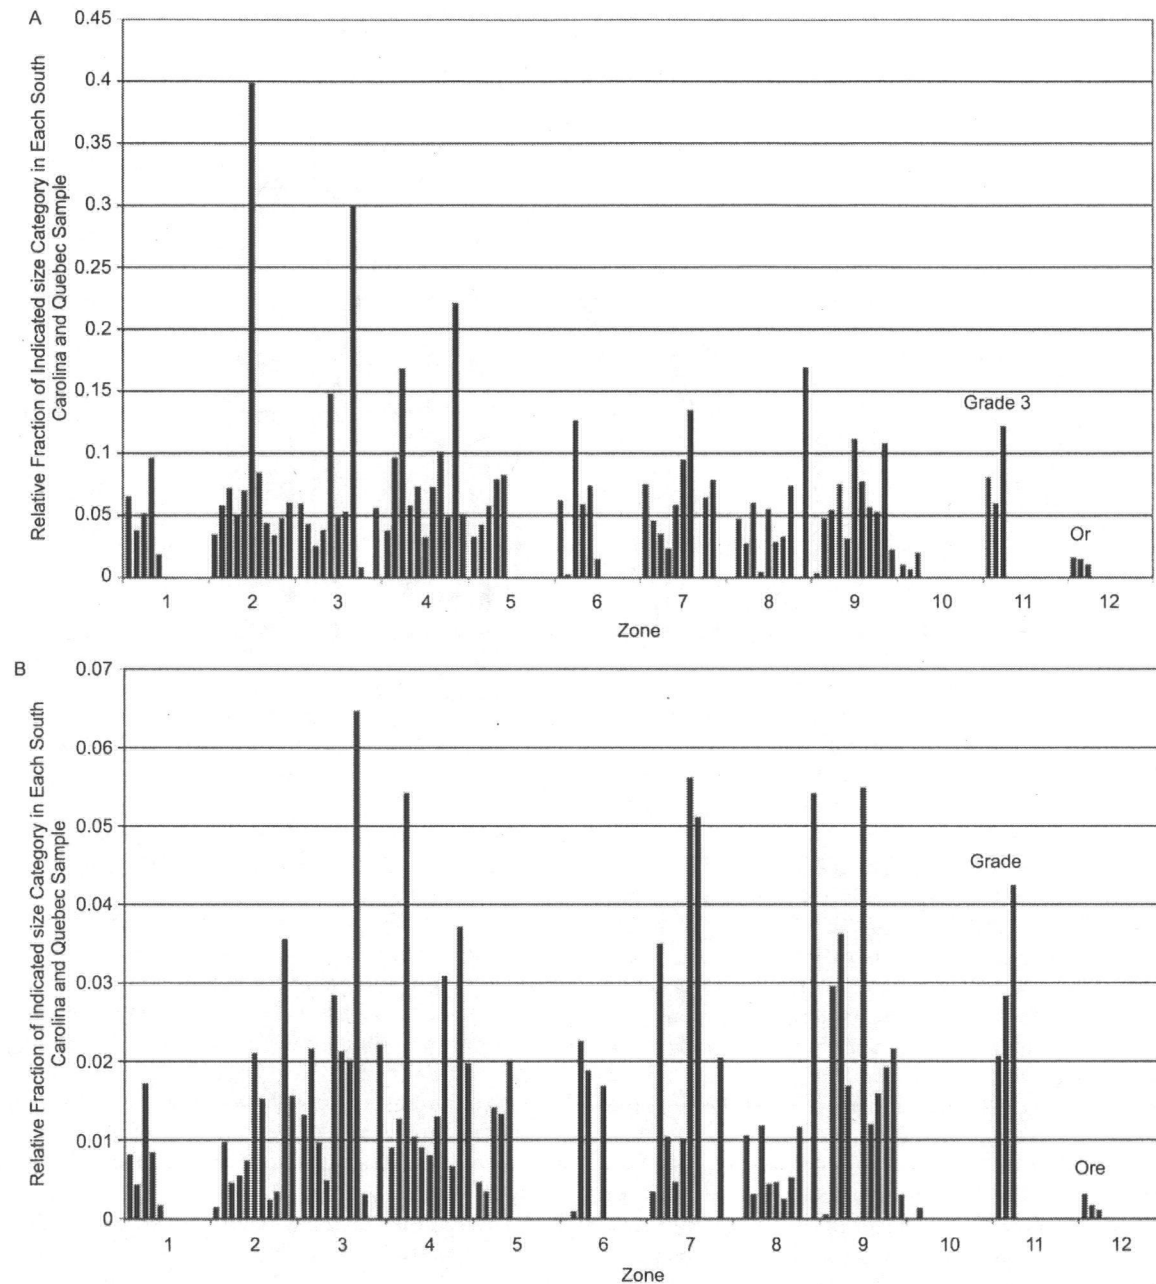 A
Relative Fraction of Indicated size Category in Each South
Carolina and Quebec Sample
0.45
0.4
0.35
0.3
0.25
0.2
0.15
0.1
0.05
0
Grade 3
Or
1 2 3 4 5 6 7 8 9 10 11 12
Zone
B
Relative Fraction of Indicated size Category in Each South
Carolina and Quebec Sample
0.07
0.06
0.05
0.04
0.03
0.02
0.01
0
Grade
Ore
1 2 3 4 5 6 7 8 9 10 11 12
Zone